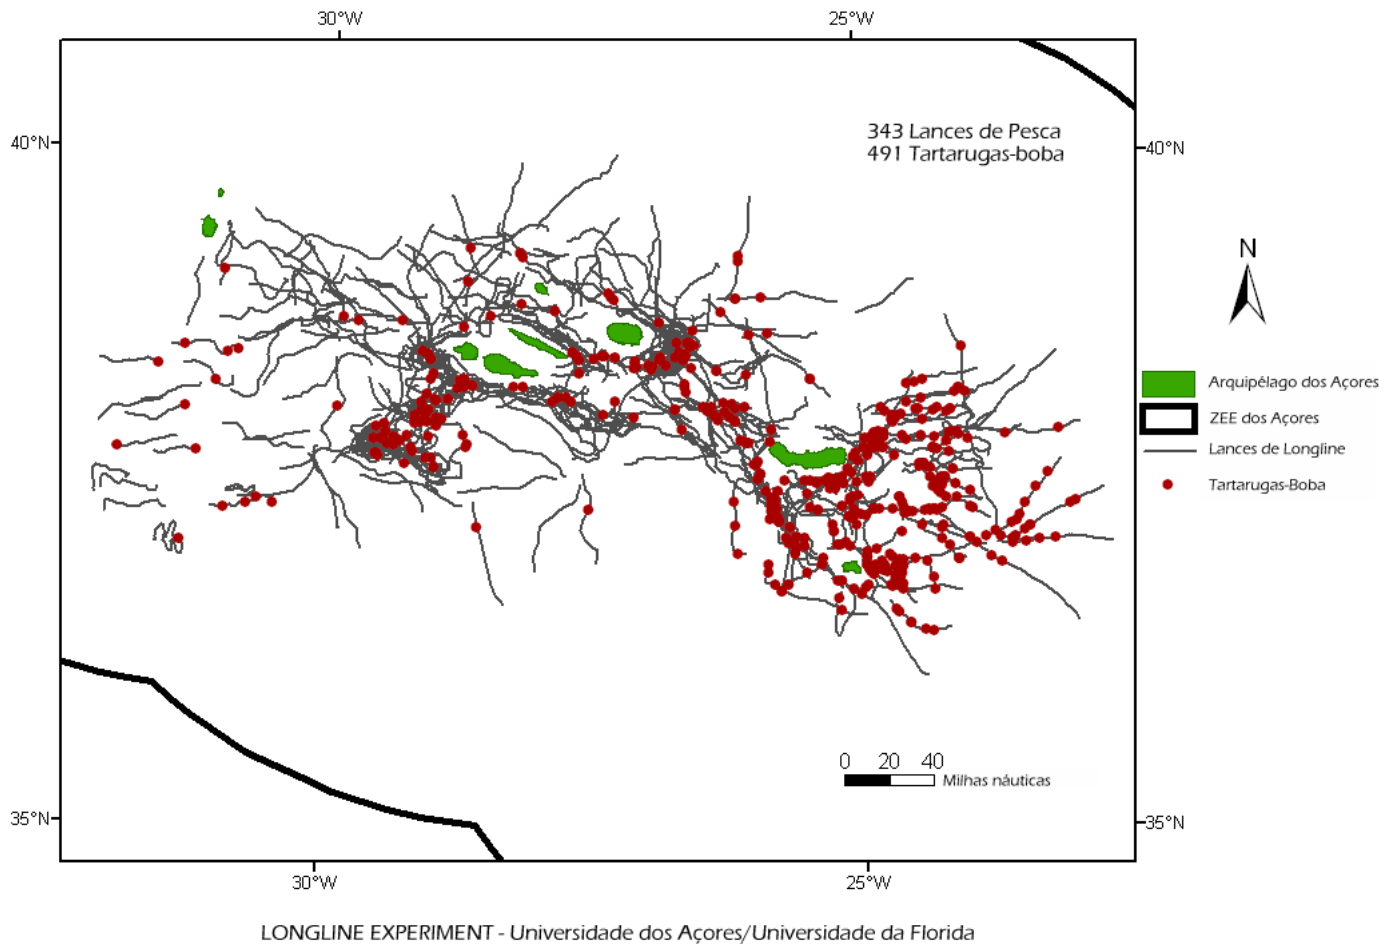 30°W 25°W
40°N 40°N
343 Lances de Pesca
491 Tartarugas-boba
N
Arquipélago dos Açores
ZEE dos Açores
Lances de Longline
Tartarugas-Boba
0 20 40
Milhas náuticas
35°N 35°N
30°W 25°W
LONGLINE EXPERIMENT - Universidade dos Açores/Universidade da Florida